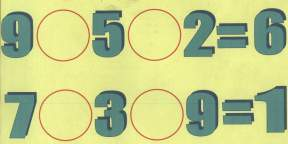 9 ○ 5 ○ 2 = 6
7 ○ 3 ○ 9 = 1